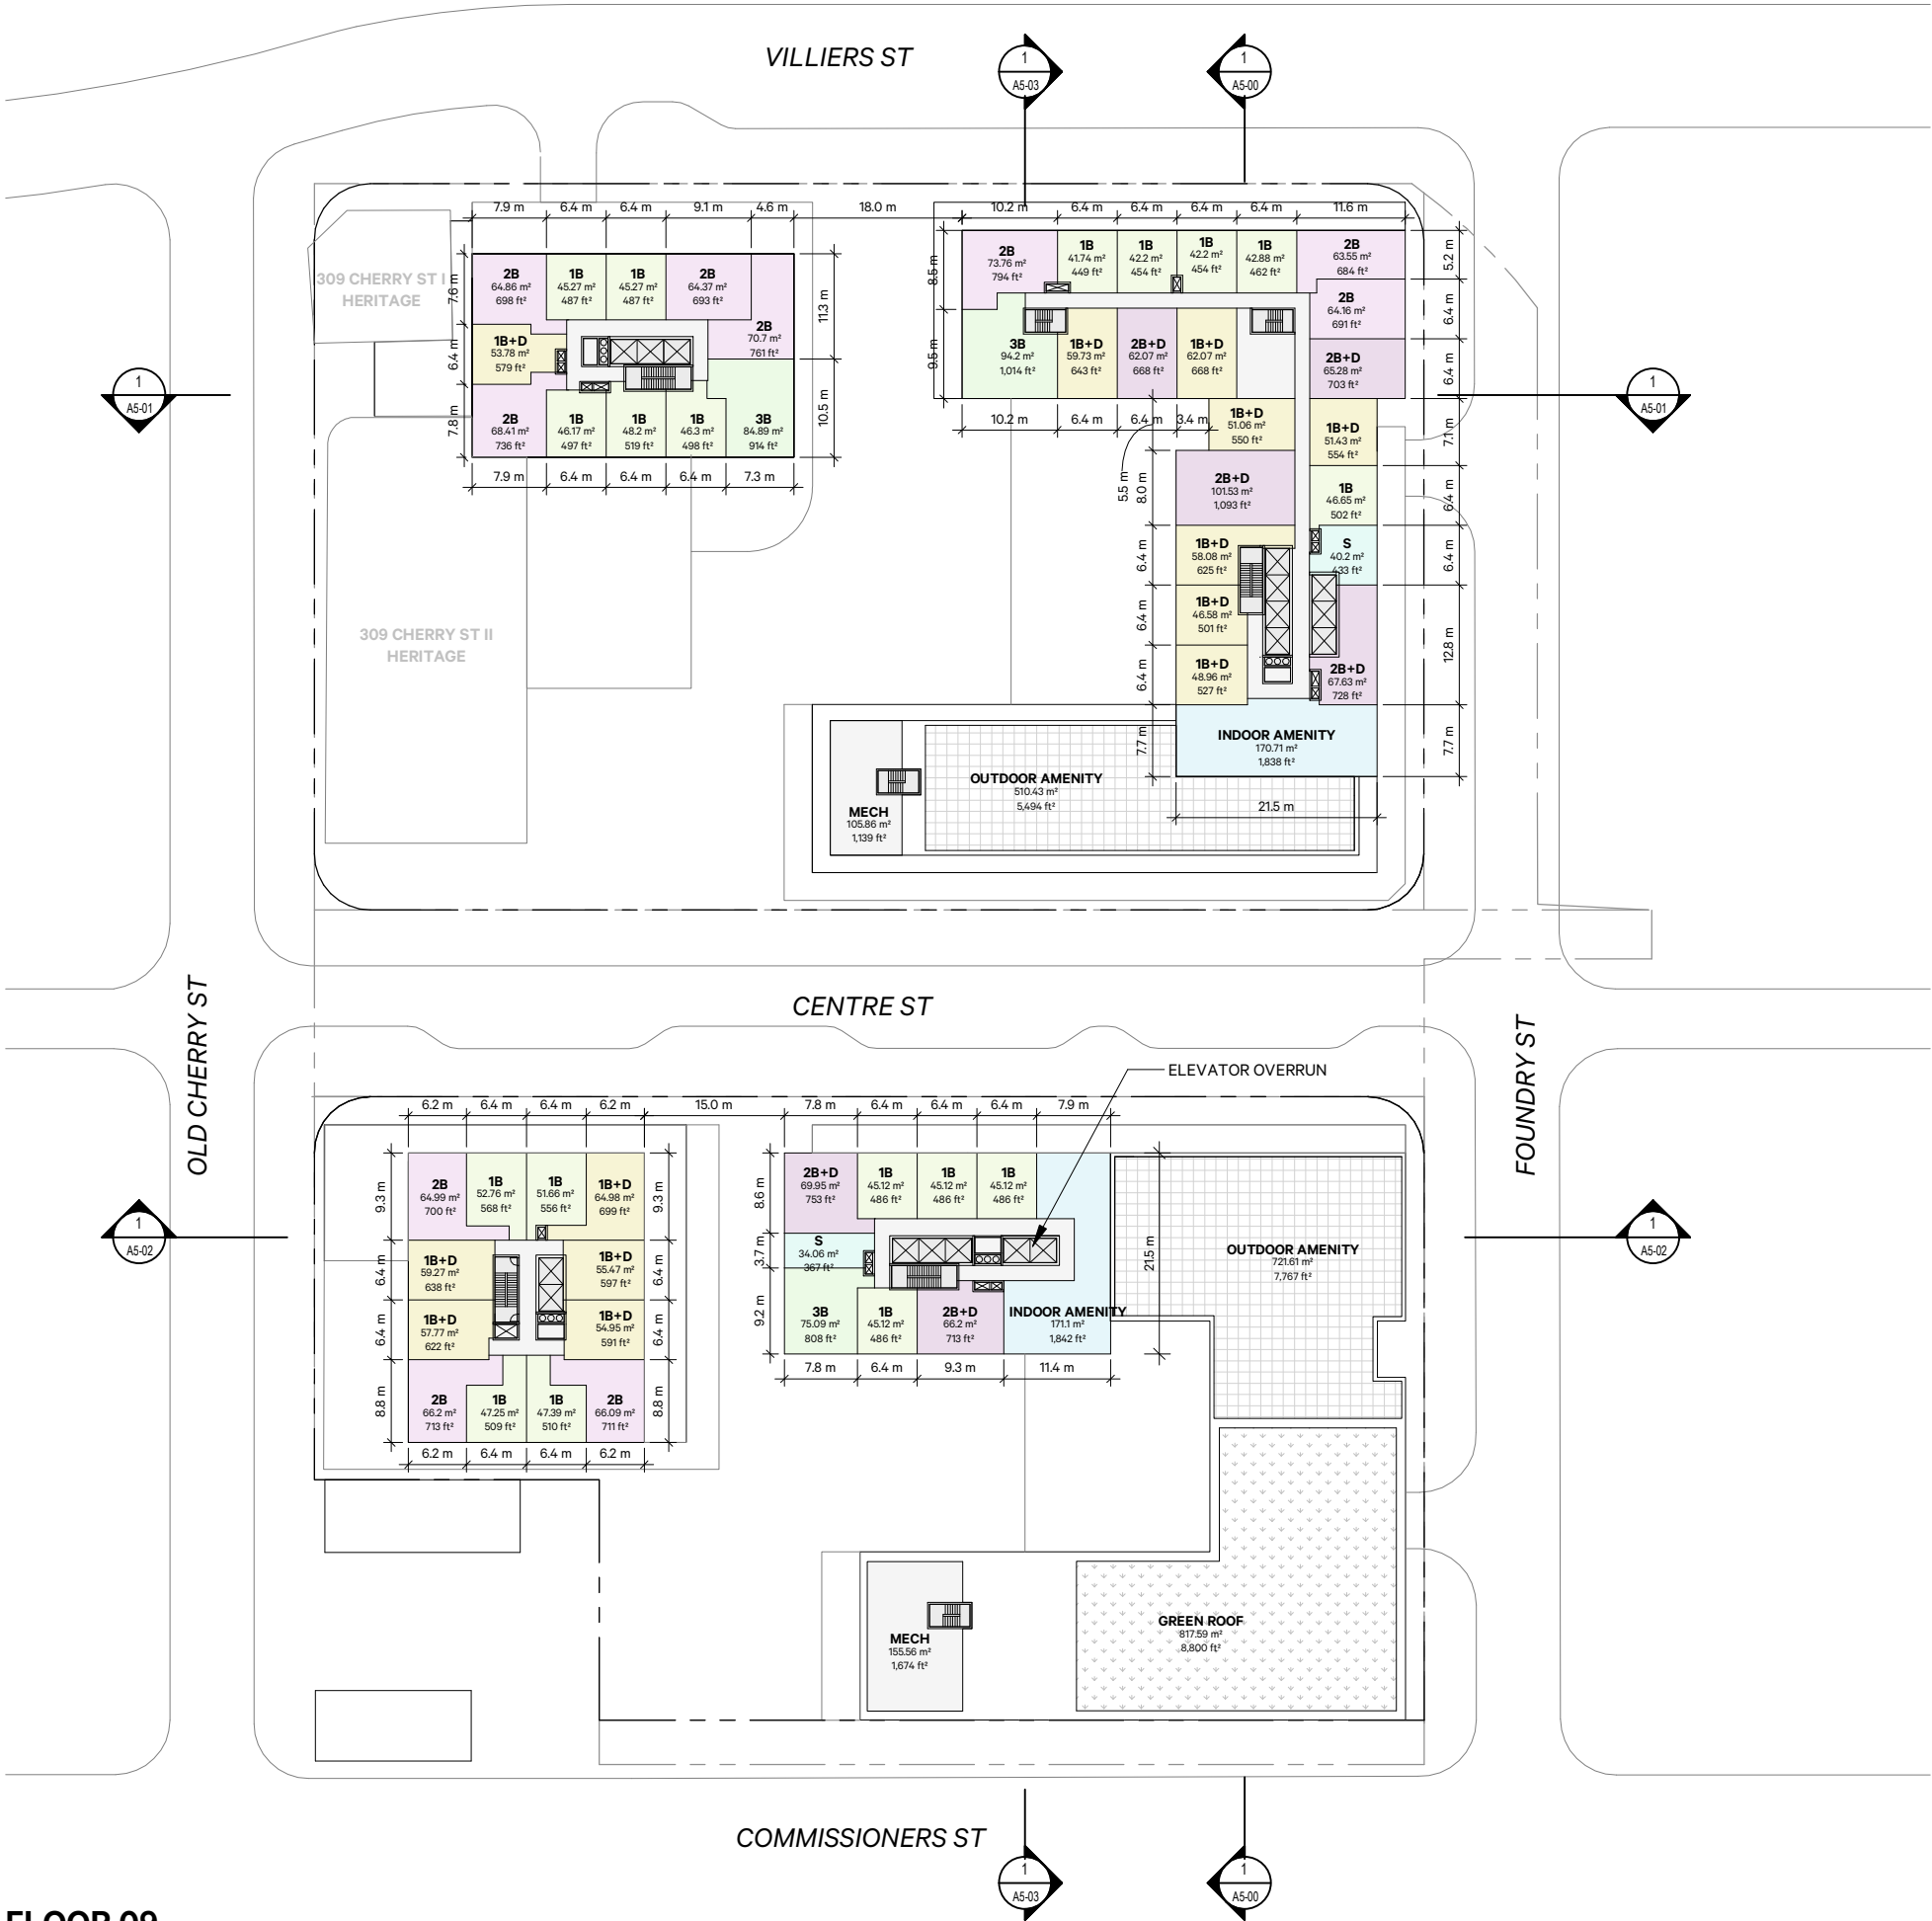 VILLIERS ST
1
A5-03
1
A5-00
7.9 m
6.4 m
6.4 m
9.1 m
4.6 m
18.0 m
10.2 m
6.4 m
6.4 m
6.4 m
6.4 m
11.6 m
309 CHERRY ST I
HERITAGE
7.6 m
6.4 m
7.8 m
2B
64.86 m²
698 ft²
1B
45.27 m²
487 ft²
1B
45.27 m²
487 ft²
2B
64.37 m²
693 ft²
2B
70.7 m²
761 ft²
1B+D
53.78 m²
579 ft²
2B
68.41 m²
736 ft²
1B
46.17 m²
497 ft²
1B
48.2 m²
519 ft²
1B
46.3 m²
498 ft²
3B
84.89 m²
914 ft²
11.3 m
10.5 m
7.9 m
6.4 m
6.4 m
6.4 m
7.3 m
8.5 m
9.5 m
2B
73.76 m²
794 ft²
1B
41.74 m²
449 ft²
1B
42.2 m²
454 ft²
1B
42.2 m²
454 ft²
1B
42.88 m²
462 ft²
2B
63.55 m²
684 ft²
2B
64.16 m²
691 ft²
3B
94.2 m²
1,014 ft²
1B+D
59.73 m²
643 ft²
2B+D
62.07 m²
668 ft²
1B+D
62.07 m²
668 ft²
2B+D
65.28 m²
703 ft²
5.2 m
6.4 m
6.4 m
7.1 m
6.4 m
6.4 m
12.8 m
7.7 m
10.2 m
6.4 m
6.4 m
3.4 m
1B+D
51.06 m²
550 ft²
1B+D
51.43 m²
554 ft²
5.5 m
8.0 m
6.4 m
6.4 m
6.4 m
7.7 m
2B+D
101.53 m²
1,093 ft²
1B
46.65 m²
502 ft²
1B+D
58.08 m²
625 ft²
S
40.2 m²
433 ft²
1B+D
46.58 m²
501 ft²
1B+D
48.96 m²
527 ft²
2B+D
67.63 m²
728 ft²
INDOOR AMENITY
170.71 m²
1,838 ft²
21.5 m
OUTDOOR AMENITY
510.43 m²
5,494 ft²
MECH
105.86 m²
1,139 ft²
309 CHERRY ST II
HERITAGE
1
A5-01
1
A5-01
OLD CHERRY ST
CENTRE ST
FOUNDRY ST
ELEVATOR OVERRUN
6.2 m
6.4 m
6.4 m
6.2 m
15.0 m
7.8 m
6.4 m
6.4 m
6.4 m
7.9 m
9.3 m
6.4 m
6.4 m
8.8 m
2B
64.99 m²
700 ft²
1B
52.76 m²
568 ft²
1B
51.66 m²
556 ft²
1B+D
64.98 m²
699 ft²
1B+D
59.27 m²
638 ft²
1B+D
55.47 m²
597 ft²
1B+D
57.77 m²
622 ft²
1B+D
54.95 m²
591 ft²
2B
66.2 m²
713 ft²
1B
47.25 m²
509 ft²
1B
47.39 m²
510 ft²
2B
66.09 m²
711 ft²
9.3 m
6.4 m
6.4 m
8.8 m
6.2 m
6.4 m
6.4 m
6.2 m
8.6 m
3.7 m
9.2 m
2B+D
69.95 m²
753 ft²
1B
45.12 m²
486 ft²
1B
45.12 m²
486 ft²
1B
45.12 m²
486 ft²
S
34.06 m²
367 ft²
3B
75.09 m²
808 ft²
1B
45.12 m²
486 ft²
2B+D
66.2 m²
713 ft²
INDOOR AMENITY
171.1 m²
1,842 ft²
21.5 m
7.8 m
6.4 m
9.3 m
11.4 m
OUTDOOR AMENITY
721.61 m²
7,767 ft²
1
A5-02
1
A5-02
GREEN ROOF
817.59 m²
8,800 ft²
MECH
155.56 m²
1,674 ft²
COMMISSIONERS ST
1
A5-03
1
A5-00
FLOOR 09